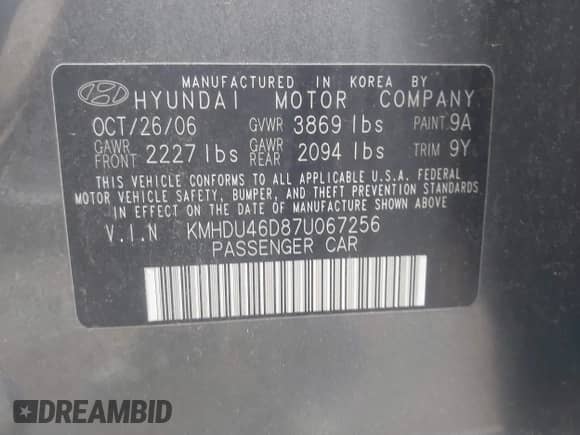 MANUFACTURED IN KOREA BY
HYUNDAI MOTOR COMPANY
OCT/26/06 GVWR 3869 lbs PAINT 9A
GAWR FRONT 2227 lbs GAWR REAR 2094 lbs TRIM 9Y
THIS VEHICLE CONFORMS TO ALL APPLICABLE U.S.A. FEDERAL
MOTOR VEHICLE SAFETY, BUMPER, AND THEFT PREVENTION STANDARDS
IN EFFECT ON THE DATE OF MANUFACTURE SHOWN ABOVE
V.I.N KMHDU46D87U067256
PASSENGER CAR
DREAMBID